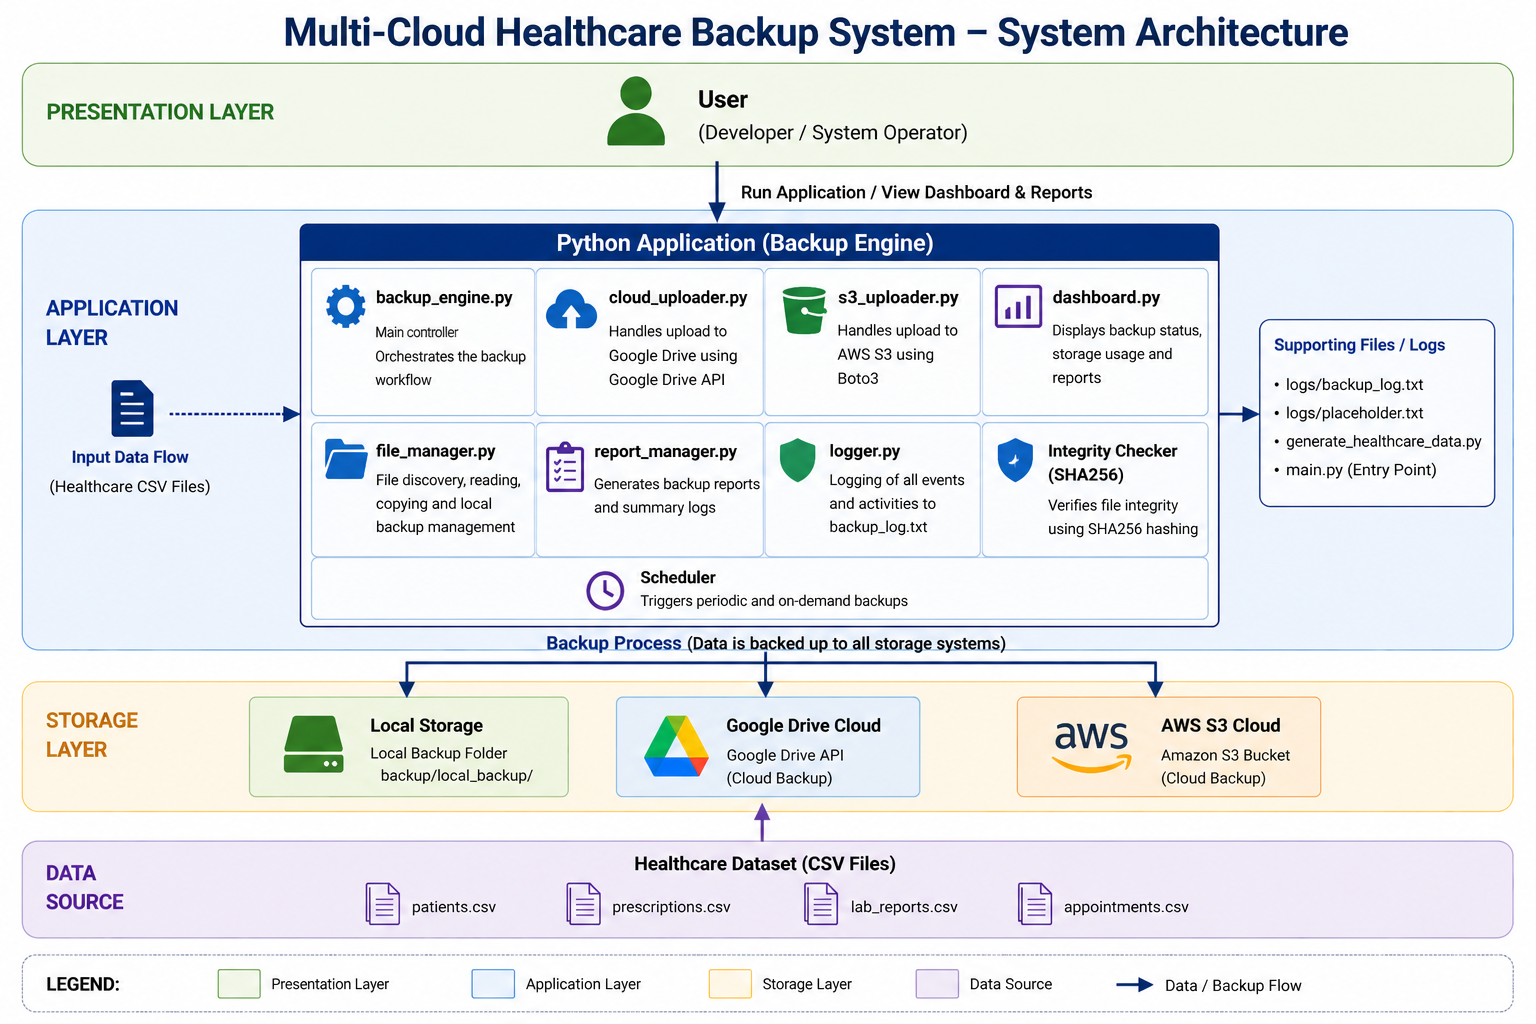 Multi-Cloud Healthcare Backup System – System Architecture
PRESENTATION LAYER
User
(Developer / System Operator)
Run Application / View Dashboard & Reports
APPLICATION
LAYER
Input Data Flow
(Healthcare CSV Files)
Python Application (Backup Engine)
backup_engine.py
Main controller
Orchestrates the backup
workflow
cloud_uploader.py
Handles upload to
Google Drive using
Google Drive API
s3_uploader.py
Handles upload to
AWS S3 using
Boto3
dashboard.py
Displays backup status,
storage usage and
reports
file_manager.py
File discovery, reading,
copying and local
backup management
report_manager.py
Generates backup reports
and summary logs
logger.py
Logging of all events
and activities to
backup_log.txt
Integrity Checker
(SHA256)
Verifies file integrity
using SHA256 hashing
Scheduler
Triggers periodic and on-demand backups
Supporting Files / Logs
• logs/backup_log.txt
• logs/placeholder.txt
• generate_healthcare_data.py
• main.py (Entry Point)
Backup Process (Data is backed up to all storage systems)
STORAGE
LAYER
Local Storage
Local Backup Folder
backup/local_backup/
Google Drive Cloud
Google Drive API
(Cloud Backup)
aws
AWS S3 Cloud
Amazon S3 Bucket
(Cloud Backup)
DATA
SOURCE
Healthcare Dataset (CSV Files)
patients.csv
prescriptions.csv
lab_reports.csv
appointments.csv
LEGEND:
Presentation Layer
Application Layer
Storage Layer
Data Source
Data / Backup Flow